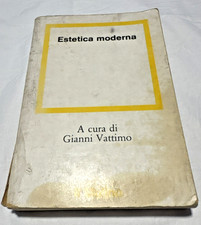 Estetica moderna
A cura di
Gianni Vattimo